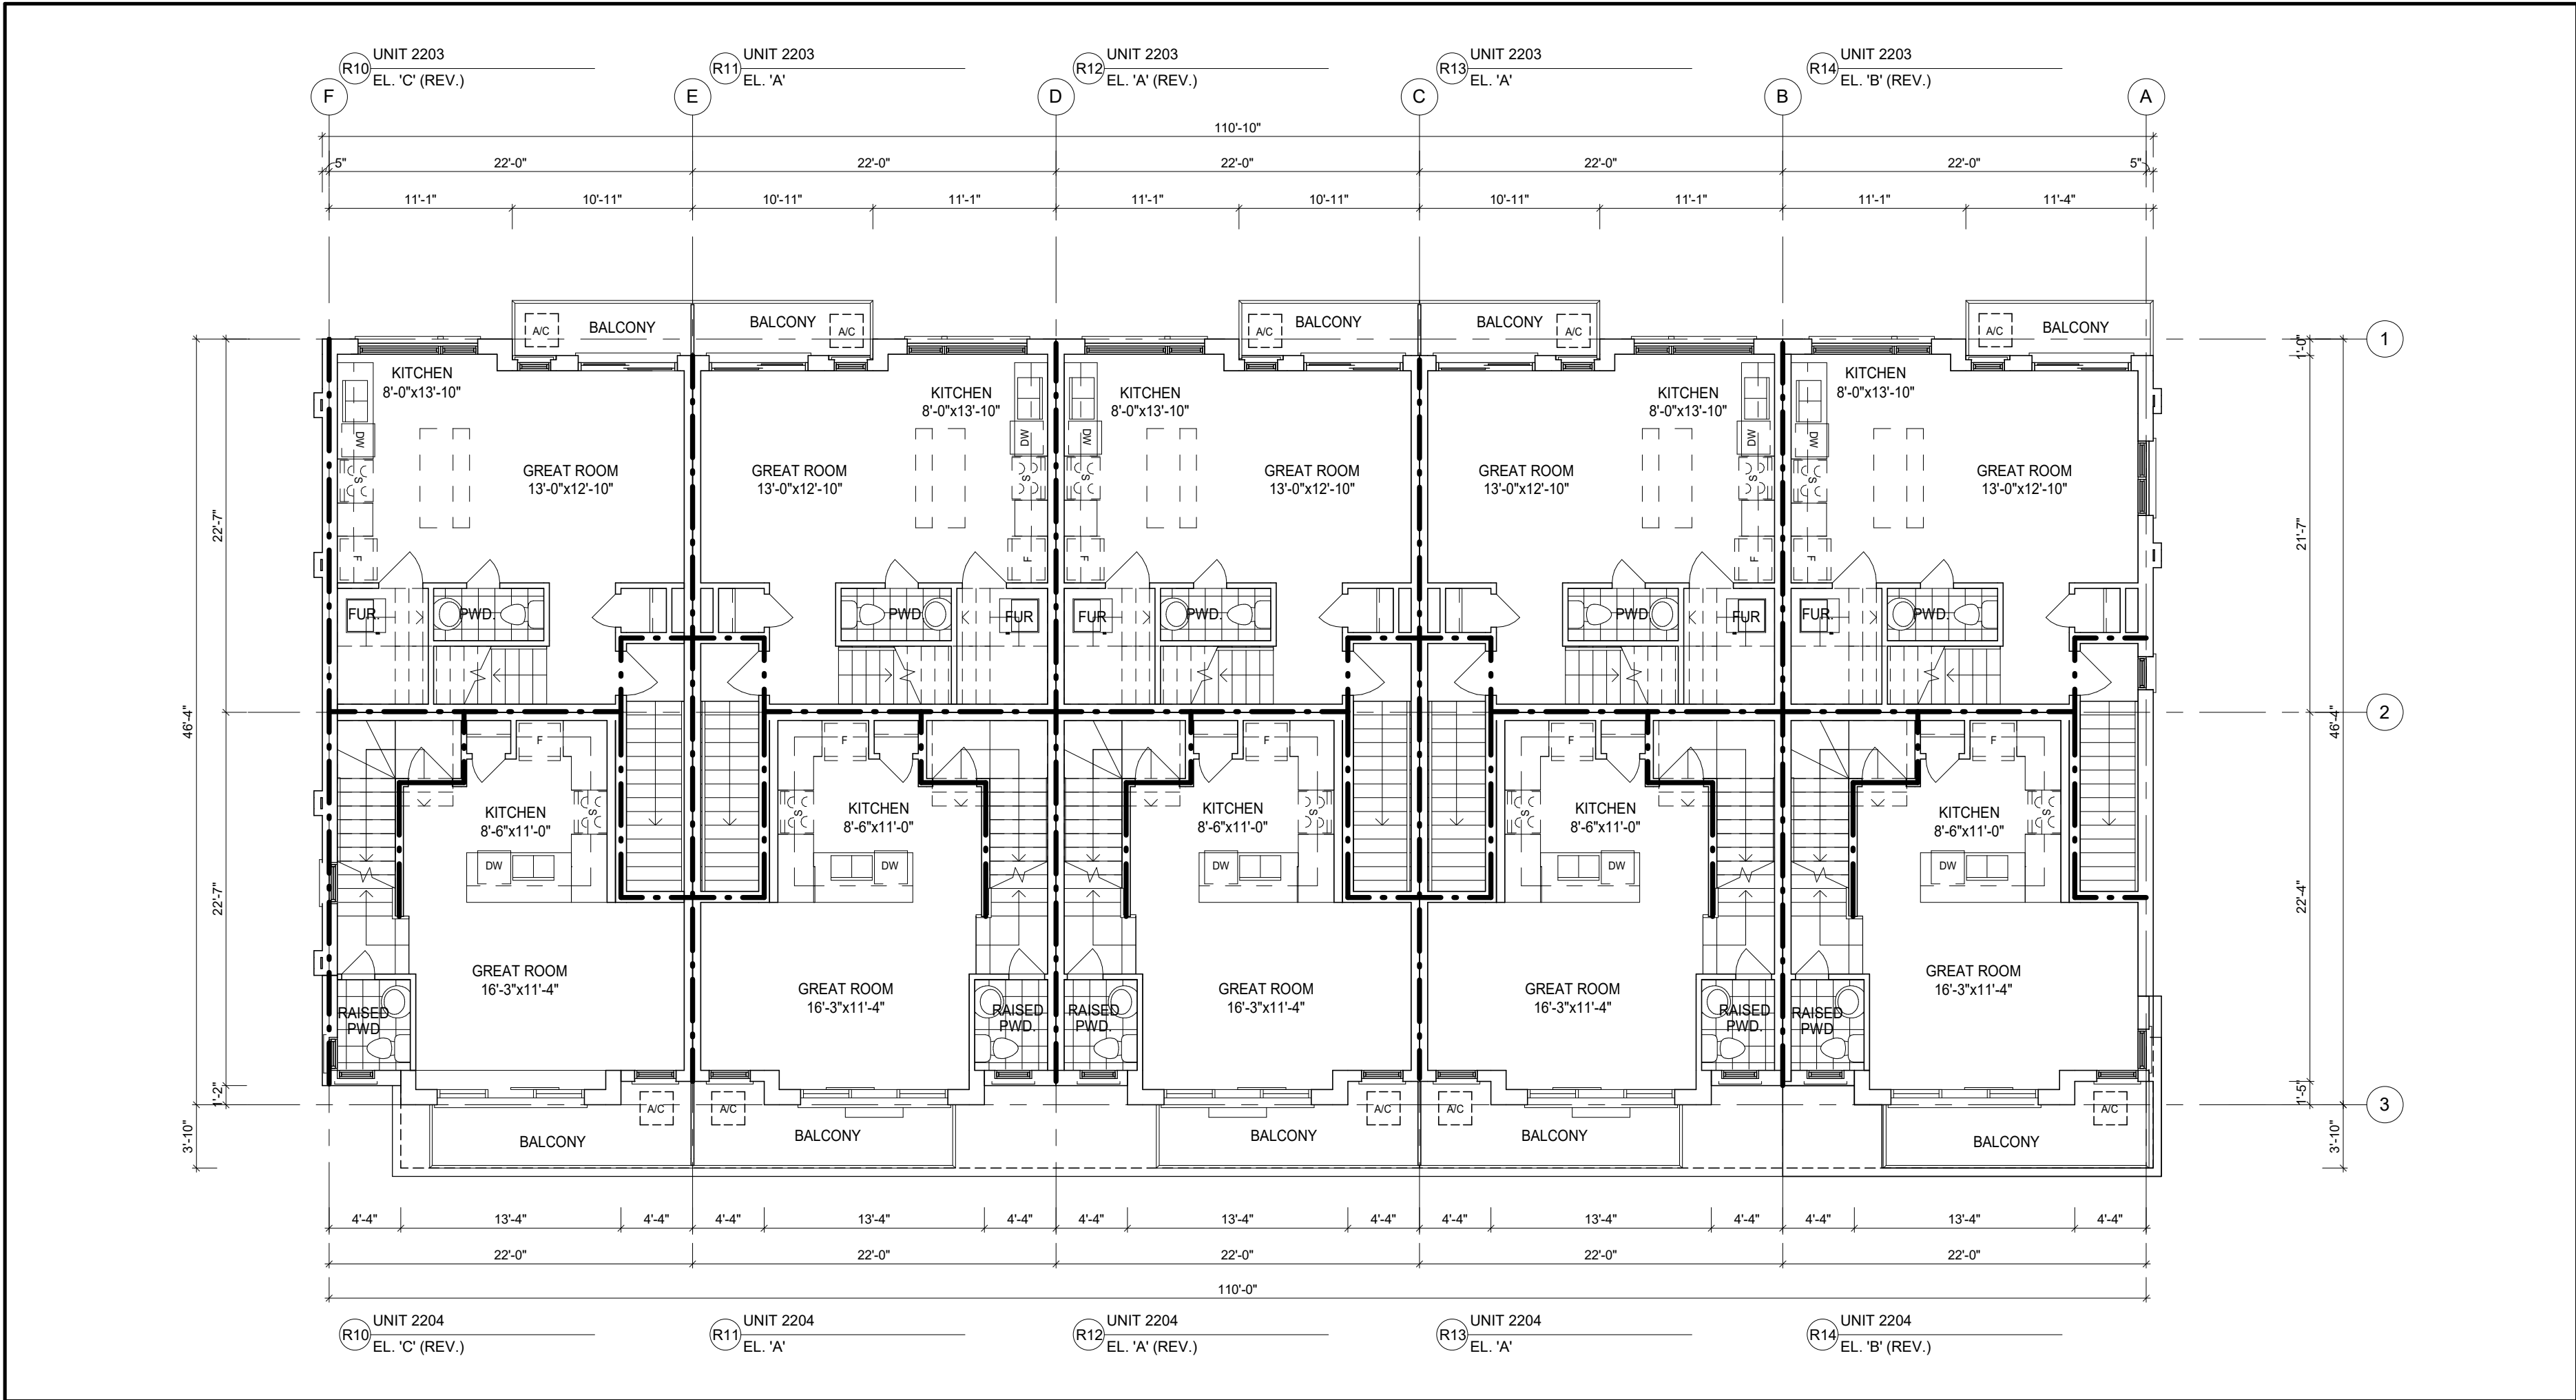 UNIT 2203
R10
EL. 'C' (REV.)
UNIT 2203
R11
EL. 'A'
UNIT 2203
R12
EL. 'A' (REV.)
UNIT 2203
R13
EL. 'A'
UNIT 2203
R14
EL. 'B' (REV.)
F E D C B A
110'-10"
5" 22'-0" 22'-0" 22'-0" 22'-0" 22'-0" 5"
11'-1" 10'-11" 10'-11" 11'-1" 11'-1" 10'-11" 10'-11" 11'-1" 11'-1" 11'-4"
A/C BALCONY BALCONY A/C A/C BALCONY BALCONY A/C A/C BALCONY
1
1'-0"
KITCHEN
8'-0"x13'-10"
KITCHEN
8'-0"x13'-10"
KITCHEN
8'-0"x13'-10"
KITCHEN
8'-0"x13'-10"
KITCHEN
8'-0"x13'-10"
DW DW DW DW DW
S S S S S
GREAT ROOM
13'-0"x12'-10"
GREAT ROOM
13'-0"x12'-10"
GREAT ROOM
13'-0"x12'-10"
GREAT ROOM
13'-0"x12'-10"
GREAT ROOM
13'-0"x12'-10"
22'-7"
21'-7"
F F F F F
FUR. PWD. PWD. FUR FUR PWD. PWD. FUR FUR. PWD.
2
46'-4"
46'-4"
F F F F F
KITCHEN
8'-6"x11'-0"
KITCHEN
8'-6"x11'-0"
KITCHEN
8'-6"x11'-0"
KITCHEN
8'-6"x11'-0"
KITCHEN
8'-6"x11'-0"
S S S S S
DW DW DW DW DW
22'-7"
22'-4"
GREAT ROOM
16'-3"x11'-4"
GREAT ROOM
16'-3"x11'-4"
GREAT ROOM
16'-3"x11'-4"
GREAT ROOM
16'-3"x11'-4"
GREAT ROOM
16'-3"x11'-4"
RAISED
PWD
RAISED
PWD.
RAISED
PWD.
RAISED
PWD.
RAISED
PWD
1'-2"
1'-5"
3
A/C A/C A/C A/C A/C
BALCONY BALCONY BALCONY BALCONY BALCONY
3'-10"
3'-10"
4'-4" 13'-4" 4'-4" 4'-4" 13'-4" 4'-4" 4'-4" 13'-4" 4'-4" 4'-4" 13'-4" 4'-4" 4'-4" 13'-4" 4'-4"
22'-0" 22'-0" 22'-0" 22'-0" 22'-0"
110'-0"
UNIT 2204
R10
EL. 'C' (REV.)
UNIT 2204
R11
EL. 'A'
UNIT 2204
R12
EL. 'A' (REV.)
UNIT 2204
R13
EL. 'A'
UNIT 2204
R14
EL. 'B' (REV.)